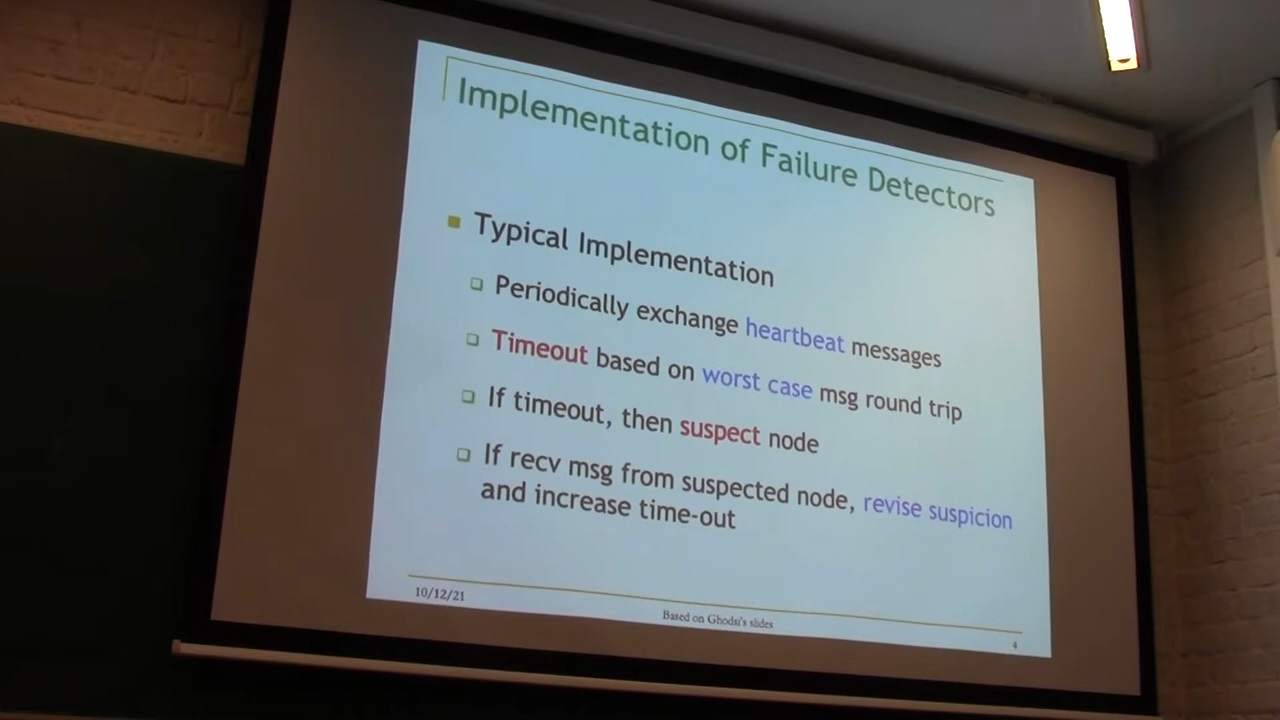 Implementation of Failure Detectors
Typical Implementation
Periodically exchange heartbeat messages
Timeout based on worst case msg round trip
If timeout, then suspect node
If recv msg from suspected node, revise suspicion
and increase time-out
10/12/21
Based on Ghodsi's slides
4